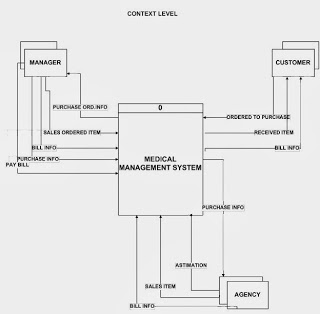 CONTEXT LEVEL
MANAGER
CUSTOMER
PURCHASE ORD.INFO
0
ORDERED TO PURCHASE
SALES ORDERED ITEM
RECEIVED ITEM
BILL INFO
BILL INFO
PURCHASE INFO
PAY BILL
MEDICAL
MANAGEMENT SYSTEM
PURCHASE INFO
ASTIMATION
SALES ITEM
AGENCY
BILL INFO